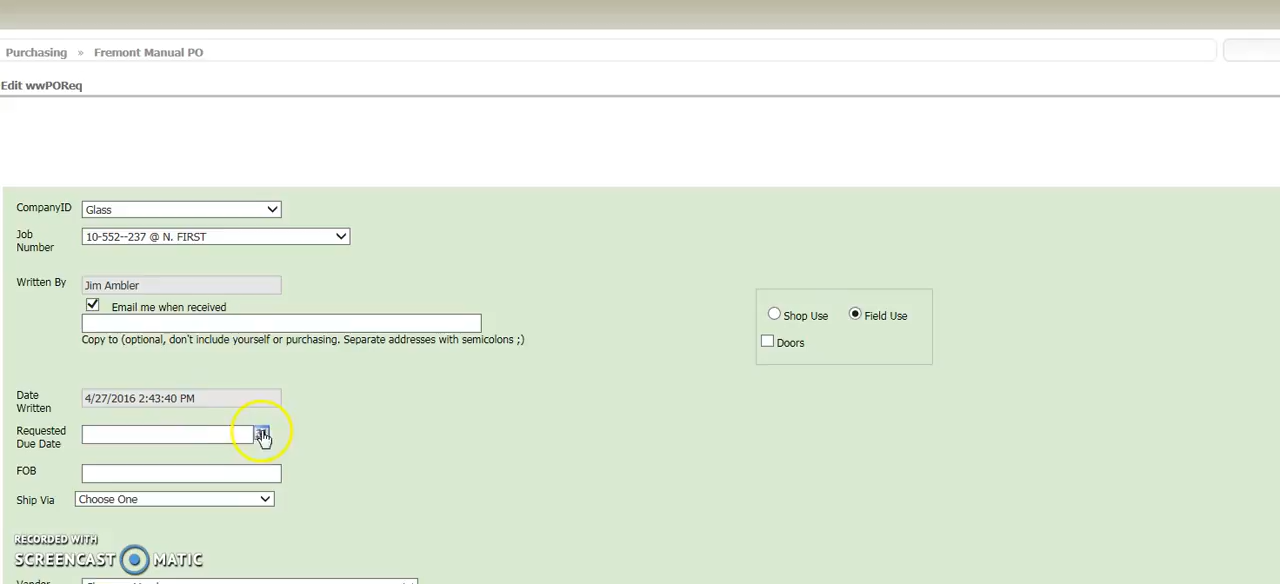 Purchasing » Fremont Manual PO
Edit wwPOReq
CompanyID Glass
Job Number 10-552--237 @ N. FIRST
Written By Jim Ambler
Email me when received
Copy to (optional, don't include yourself or purchasing. Separate addresses with semicolons ;)
Shop Use Field Use
Doors
Date Written 4/27/2016 2:43:40 PM
Requested Due Date
FOB
Ship Via Choose One
RECORDED WITH
SCREENCAST MATIC
Vendor